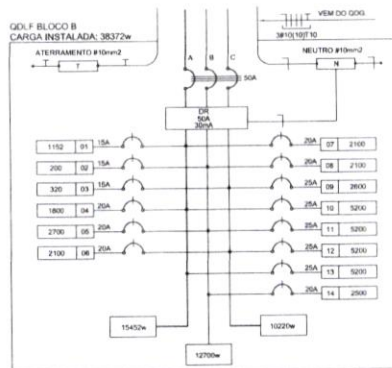 QDLF BLOCO B
CARGA INSTALADA: 38372w
VEM DO QDG
3#10(10)T10
ATERRAMENTO #10mm2
NEUTRO #10mm2
T
N
A
B
C
50A
DR
50A
30mA
1152 01 15A
200 02 15A
320 03 15A
1800 04 20A
2700 05 20A
2100 06 20A
20A 07 2100
20A 08 2100
25A 09 2600
25A 10 5200
25A 11 5200
25A 12 5200
25A 13 5200
20A 14 2500
15452w
12700w
10220w